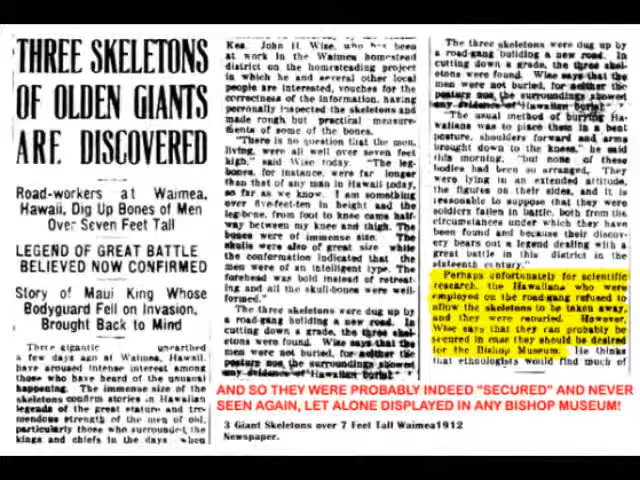 THREE SKELETONS
OF OLDEN GIANTS
ARE DISCOVERED
Road-workers at Waimea,
Hawaii, Dig Up Bones of Men
Over Seven Feet Tall
LEGEND OF GREAT BATTLE
BELIEVED NOW CONFIRMED
Story of Maui King Whose
Bodyguard Fell on Invasion,
Brought Back to Mind
Three gigantic unearthed
a few days ago at Waimea, Hawaii,
have aroused intense interest among
those who have heard of the unusual
happening. The immense size of the
skeletons confirm stories in Hawaiian
legends of the great stature and tre-
mendous strength of the men of old,
particularly those who surrounded the
kings and chiefs in the days when
Kea. John H. Wise, who has been
at work in the Waimea homestead
district on the homesteading project
in which he and several other local
people are interested, vouches for the
correctness of the information, having
personally inspected the skeletons and
made rough but practical measure-
ments of some of the bones.
"There is no question that the men,
living, were all well over seven feet
high," said Wise today. "The leg-
bones, for instance, were far longer
than that of any man in Hawaii today,
so far as we know. I am something
over five-feet-ten in height and the
leg-bone, from foot to knee came half-
way between my knee and thigh. The
bones were of immense size. The
skulls were also of great size while
the conformation indicated that the
men were of an intelligent type. The
forehead was bold instead of retreat-
ing and all the skull-bones were well-
formed."
The three skeletons were dug up by
a road-gang building a new road. In
cutting down a grade, the three skel-
etons were found. Wise says that the
men were not buried, for neither the
posture nor the surroundings showed
any evidence of "Hawaiian burial."
The three skeletons were dug up by
a road-gang building a new road. In
cutting down a grade, the three skel-
etons were found. Wise says that the
men were not buried, for neither the
posture nor the surroundings showed
any evidence of "Hawaiian burial."
"The usual method of burying Ha-
waiians was to place them in a bent
posture, shoulders forward and arms
brought down to the knees," he said
this morning, "but none of these
bodies had been so arranged. They
were lying in an extended attitude,
the figures on their sides, and it is
reasonable to suppose that they were
soldiers fallen in battle, both from the
circumstances under which they have
been found and because their discov-
ery bears out a legend dealing with a
great battle in this district in the
sixteenth century."
Perhaps unfortunately for scientific
research, the Hawaiians who were
employed on the road-gang refused to
allow the skeletons to be taken away,
and they were reburied. However,
Wise says that they can probably be
secured in case they should be desired
for the Bishop Museum. He thinks
that ethnologists would find much of
AND SO THEY WERE PROBABLY INDEED "SECURED" AND NEVER
SEEN AGAIN, LET ALONE DISPLAYED IN ANY BISHOP MUSEUM!
3 Giant Skeletons over 7 Feet Tall Waimea1912
Newspaper.